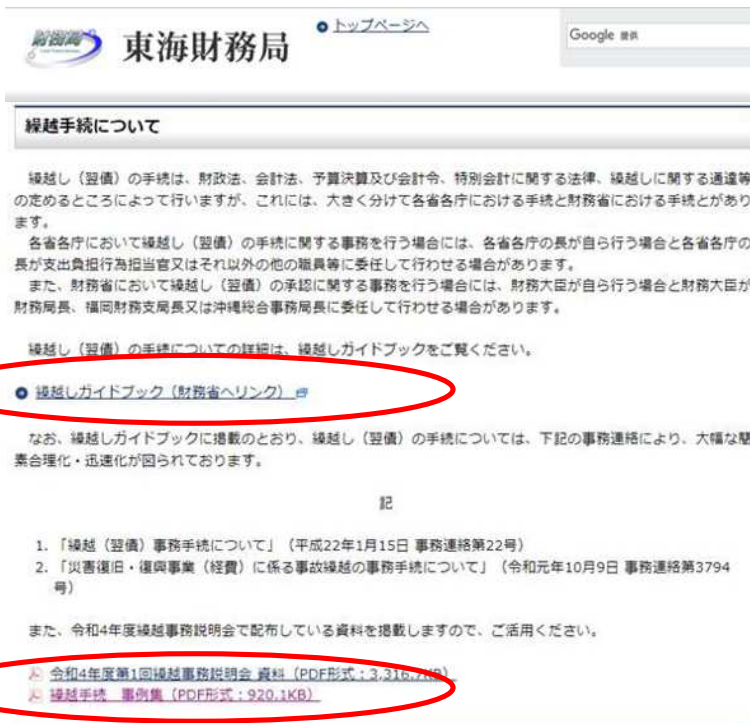 財務局
東海財務局
トップページへ
Google 提供
繰越手続について
繰越し（翌債）の手続は、財政法、会計法、予算決算及び会計令、特別会計に関する法律、繰越しに関する通達等
の定めるところによって行いますが、これには、大きく分けて各省各庁における手続と財務省における手続とがあり
ます。
各省各庁において繰越し（翌債）の手続に関する事務を行う場合には、各省各庁の長が自ら行う場合と各省各庁の
長が支出負担行為担当官又はそれ以外の他の職員等に委任して行わせる場合があります。
また、財務省において繰越し（翌債）の承認に関する事務を行う場合には、財務大臣が自ら行う場合と財務大臣が
財務局長、福岡財務支局長又は沖縄総合事務局長に委任して行わせる場合があります。
繰越し（翌債）の手続についての詳細は、繰越しガイドブックをご覧ください。
繰越しガイドブック（財務省へリンク）
なお、繰越しガイドブックに掲載のとおり、繰越し（翌債）の手続については、下記の事務連絡により、大幅な簡
素合理化・迅速化が図られております。
記
1. 「繰越（翌債）事務手続について」（平成22年1月15日 事務連絡第22号）
2. 「災害復旧・復興事業（経費）に係る事故繰越の事務手続について」（令和元年10月9日 事務連絡第3794
号）
また、令和4年度繰越事務説明会で配布している資料を掲載しますので、ご活用ください。
令和4年度第1回繰越事務説明会 資料（PDF形式：3,316.7KB）
繰越手続 事例集（PDF形式：920.1KB）